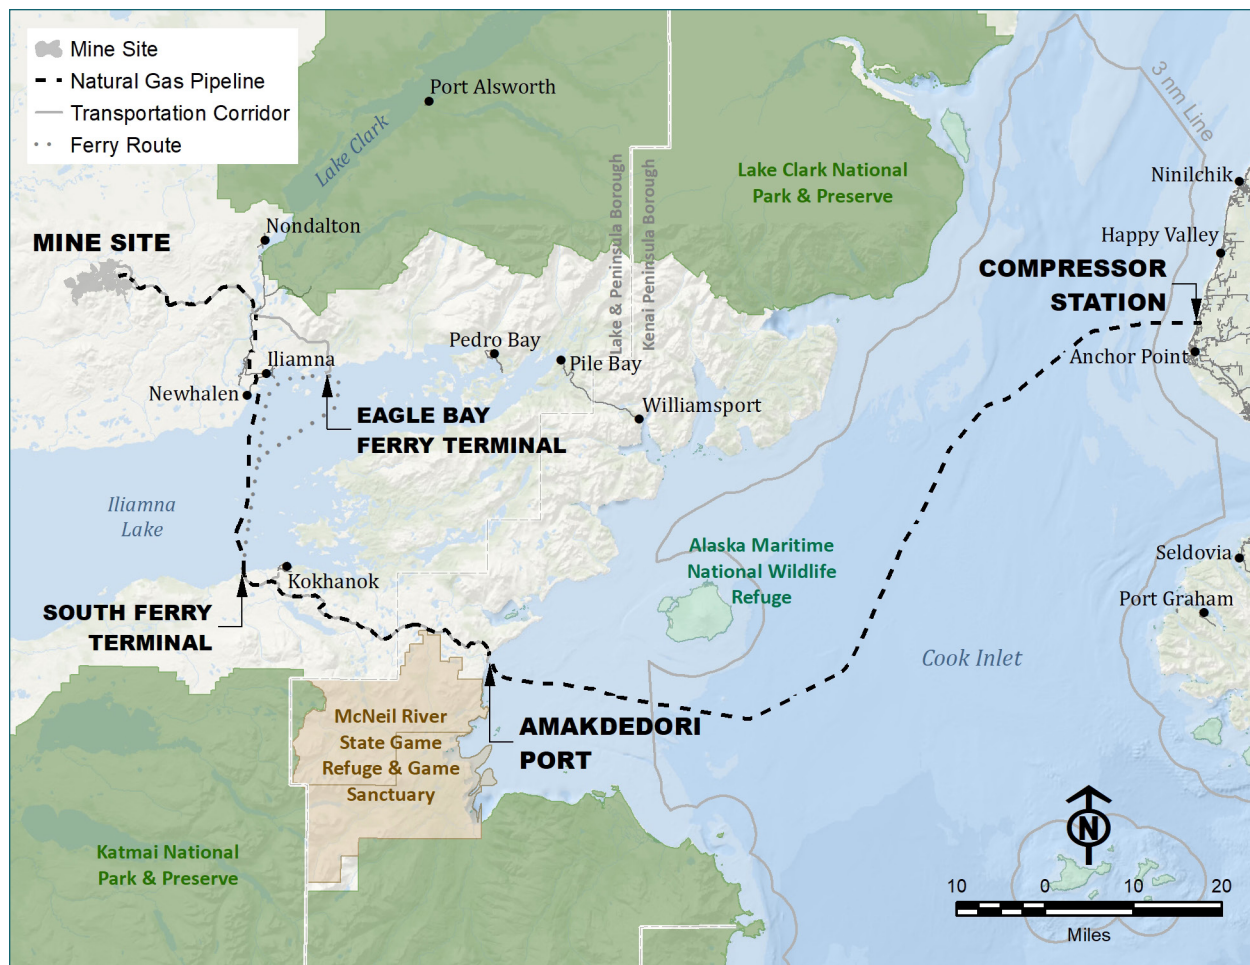 Mine Site
Natural Gas Pipeline
Transportation Corridor
Ferry Route
Port Alsworth
Lake Clark
3 nm Line
Lake Clark National
Park & Preserve
Ninilchik
Nondalton
MINE SITE
Lake & Peninsula Borough
Kenai Peninsula Borough
Happy Valley
COMPRESSOR
STATION
Pedro Bay
Iliamna
Pile Bay
Anchor Point
Newhalen
Williamsport
EAGLE BAY
FERRY TERMINAL
Iliamna
Lake
Alaska Maritime
National Wildlife
Refuge
Seldovia
Kokhanok
Port Graham
SOUTH FERRY
TERMINAL
Cook Inlet
McNeil River
State Game
Refuge & Game
Sanctuary
AMAKDEDORI
PORT
Katmai National
Park & Preserve
N
10 0 10 20
Miles